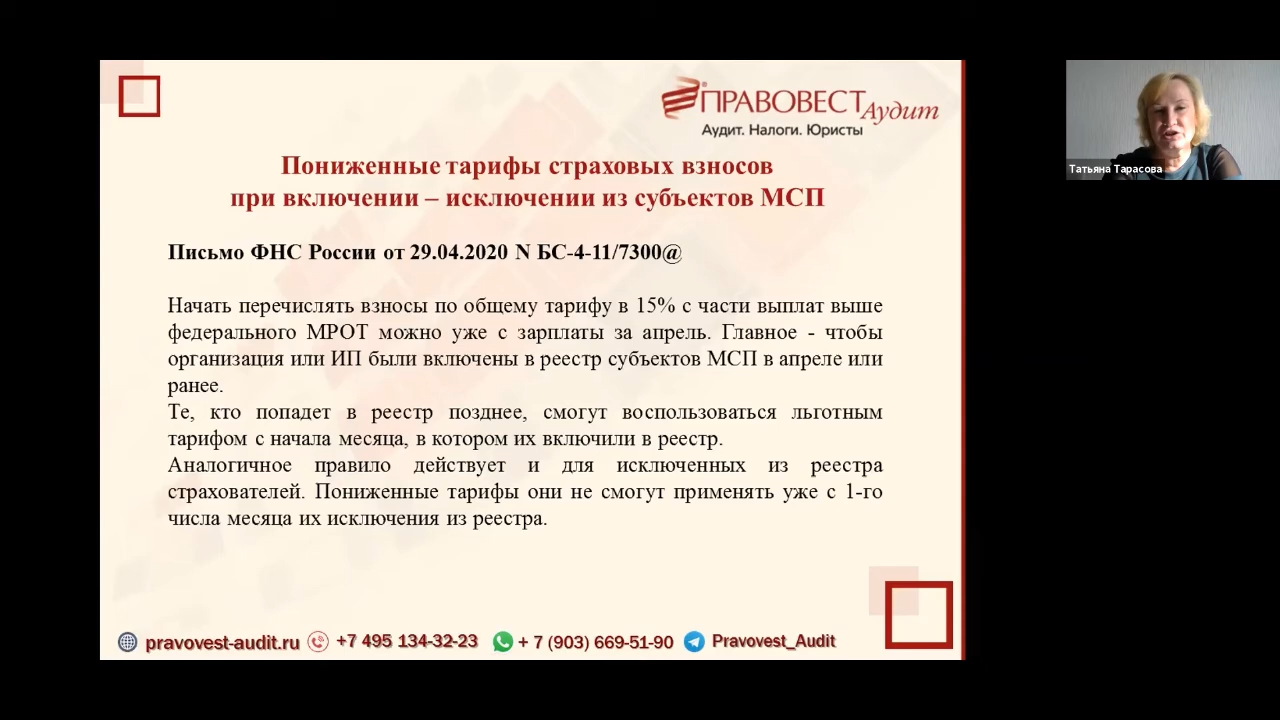 ПРАВОВЕСТ Аудит
Аудит. Налоги. Юристы
Пониженные тарифы страховых взносов
при включении – исключении из субъектов МСП
Письмо ФНС России от 29.04.2020 N БС-4-11/7300@
Начать перечислять взносы по общему тарифу в 15% с части выплат выше
федерального МРОТ можно уже с зарплаты за апрель. Главное - чтобы
организация или ИП были включены в реестр субъектов МСП в апреле или
ранее.
Те, кто попадет в реестр позднее, смогут воспользоваться льготным
тарифом с начала месяца, в котором их включили в реестр.
Аналогичное правило действует и для исключенных из реестра
страхователей. Пониженные тарифы они не смогут применять уже с 1-го
числа месяца их исключения из реестра.
pravovest-audit.ru +7 495 134-32-23 + 7 (903) 669-51-90 Pravovest_Audit
Татьяна Тарасова